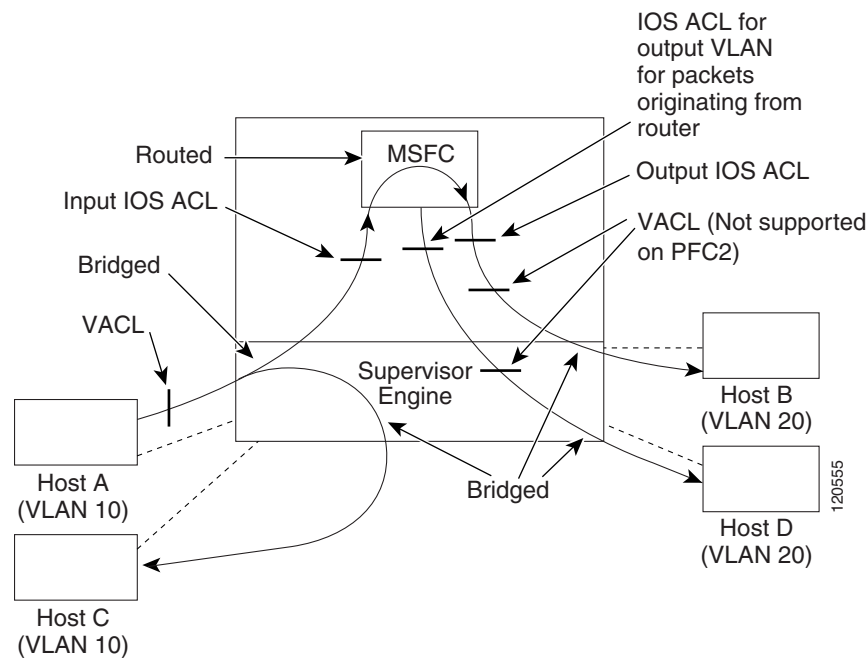 IOS ACL for
output VLAN
for packets
originating from
router
Routed
MSFC
Output IOS ACL
Input IOS ACL
VACL (Not supported
on PFC2)
Bridged
VACL
Supervisor
Engine
Host B
(VLAN 20)
Host A
(VLAN 10)
Bridged
Host D
(VLAN 20)
120555
Host C
(VLAN 10)